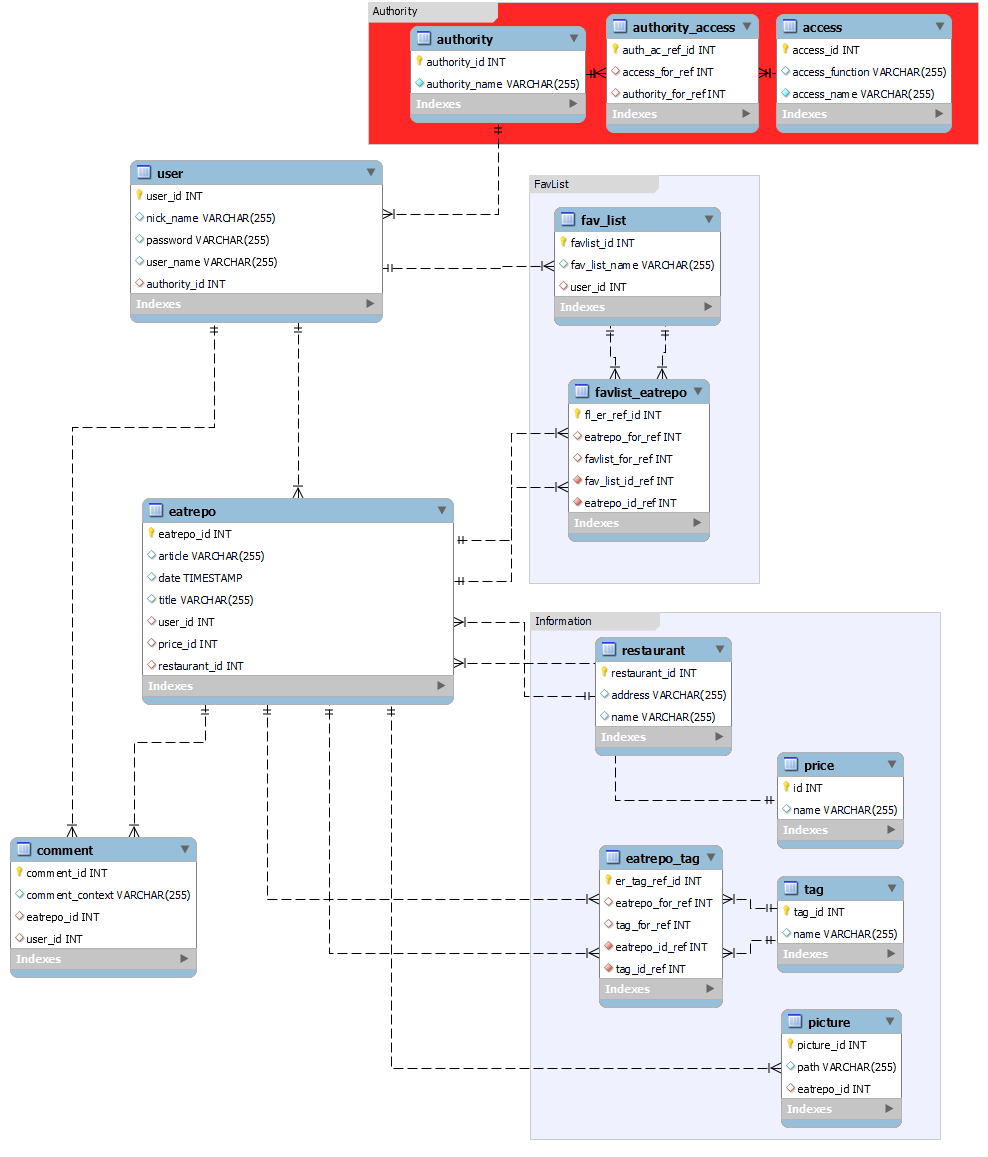 Authority
authority
authority_id INT
authority_name VARCHAR(255)
Indexes
authority_access
auth_ac_ref_id INT
access_for_ref INT
authority_for_ref INT
Indexes
access
access_id INT
access_function VARCHAR(255)
access_name VARCHAR(255)
Indexes
user
user_id INT
nick_name VARCHAR(255)
password VARCHAR(255)
user_name VARCHAR(255)
authority_id INT
Indexes
FavList
fav_list
favlist_id INT
fav_list_name VARCHAR(255)
user_id INT
Indexes
favlist_eatrepo
fl_er_ref_id INT
eatrepo_for_ref INT
favlist_for_ref INT
fav_list_id_ref INT
eatrepo_id_ref INT
Indexes
eatrepo
eatrepo_id INT
article VARCHAR(255)
date TIMESTAMP
title VARCHAR(255)
user_id INT
price_id INT
restaurant_id INT
Indexes
Information
restaurant
restaurant_id INT
address VARCHAR(255)
name VARCHAR(255)
Indexes
price
id INT
name VARCHAR(255)
Indexes
comment
comment_id INT
comment_context VARCHAR(255)
eatrepo_id INT
user_id INT
Indexes
eatrepo_tag
er_tag_ref_id INT
eatrepo_for_ref INT
tag_for_ref INT
eatrepo_id_ref INT
tag_id_ref INT
Indexes
tag
tag_id INT
name VARCHAR(255)
Indexes
picture
picture_id INT
path VARCHAR(255)
eatrepo_id INT
Indexes